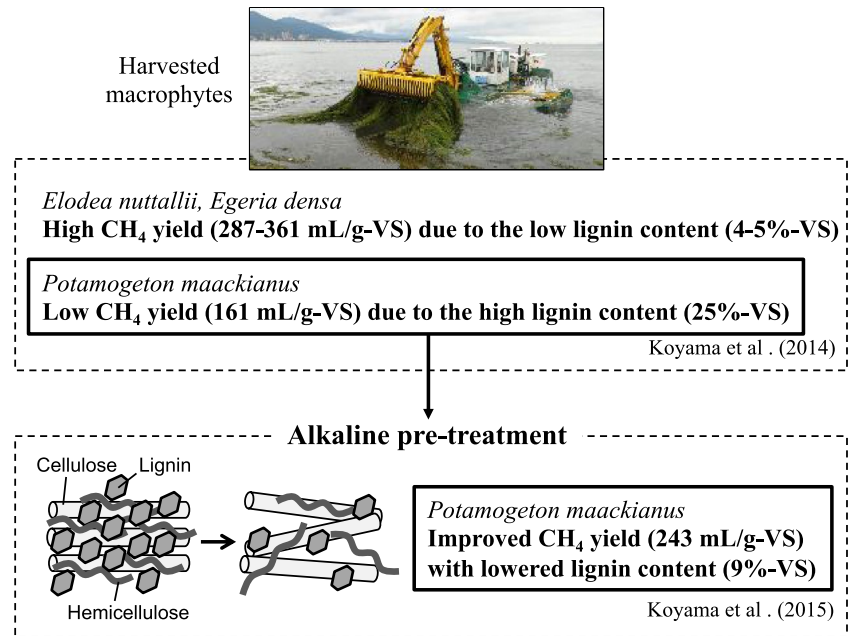 Harvested
macrophytes
Elodea nuttallii, Egeria densa
High CH₄ yield (287-361 mL/g-VS) due to the low lignin content (4-5%-VS)
Potamogeton maackianus
Low CH₄ yield (161 mL/g-VS) due to the high lignin content (25%-VS)
Koyama et al . (2014)
Alkaline pre-treatment
Cellulose
Lignin
Hemicellulose
Potamogeton maackianus
Improved CH₄ yield (243 mL/g-VS)
with lowered lignin content (9%-VS)
Koyama et al. (2015)